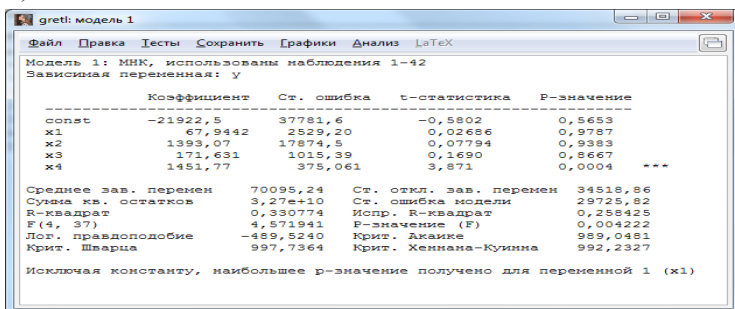 gretl: модель 1
Файл Правка Тесты Сохранить Графики Анализ LaTeX
Модель 1: МНК, использованы наблюдения 1-42
Зависимая переменная: y
Коэффициент Ст. ошибка t-статистика P-значение
const -21922,5 37781,6 -0,5802 0,5653
x1 67,9442 2529,20 0,02686 0,9787
x2 1393,07 17874,5 0,07794 0,9383
x3 171,631 1015,39 0,1690 0,8667
x4 1451,77 375,061 3,871 0,0004 ***
Среднее зав. перемен 70095,24 Ст. откл. зав. перемен 34518,86
Сумма кв. остатков 3,27e+10 Ст. ошибка модели 29725,82
R-квадрат 0,330774 Испр. R-квадрат 0,258425
F(4, 37) 4,571941 P-значение (F) 0,004222
Лог. правдоподобие -489,5240 Крит. Акаике 989,0481
Крит. Шварца 997,7364 Крит. Хеннана-Куинна 992,2327
Исключая константу, наибольшее p-значение получено для переменной 1 (x1)